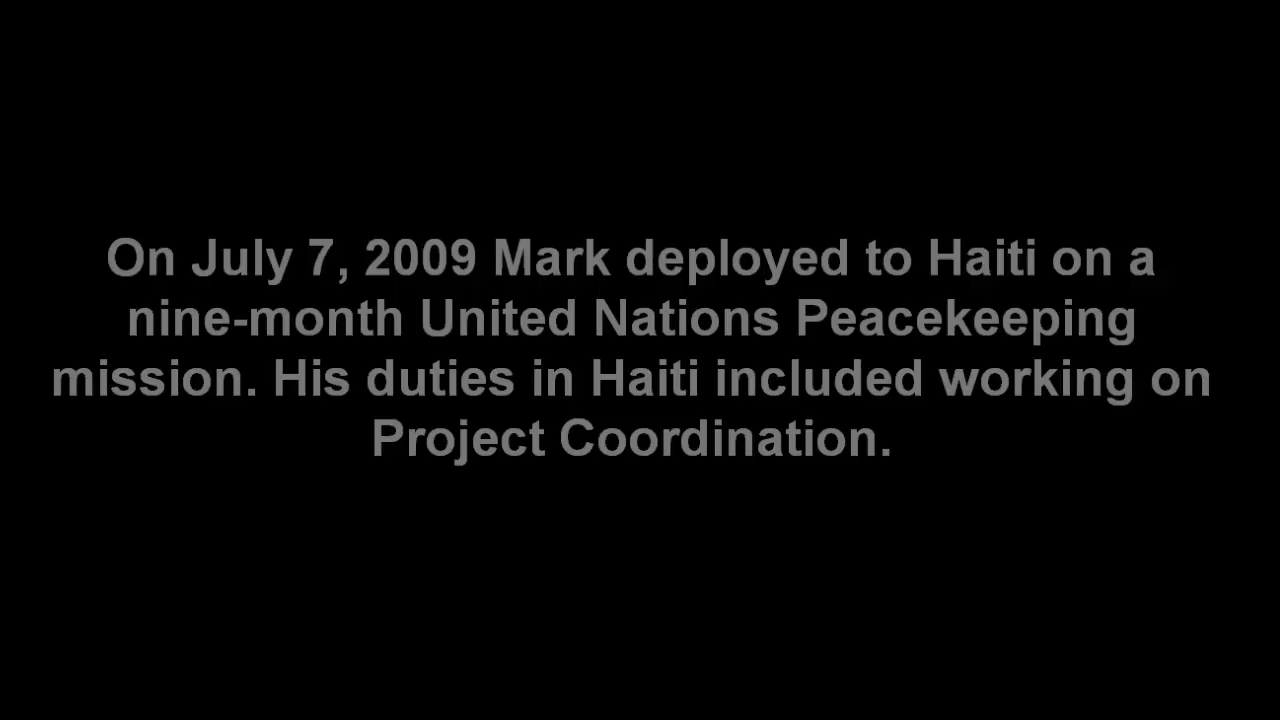 On July 7, 2009 Mark deployed to Haiti on a
nine-month United Nations Peacekeeping
mission. His duties in Haiti included working on
Project Coordination.